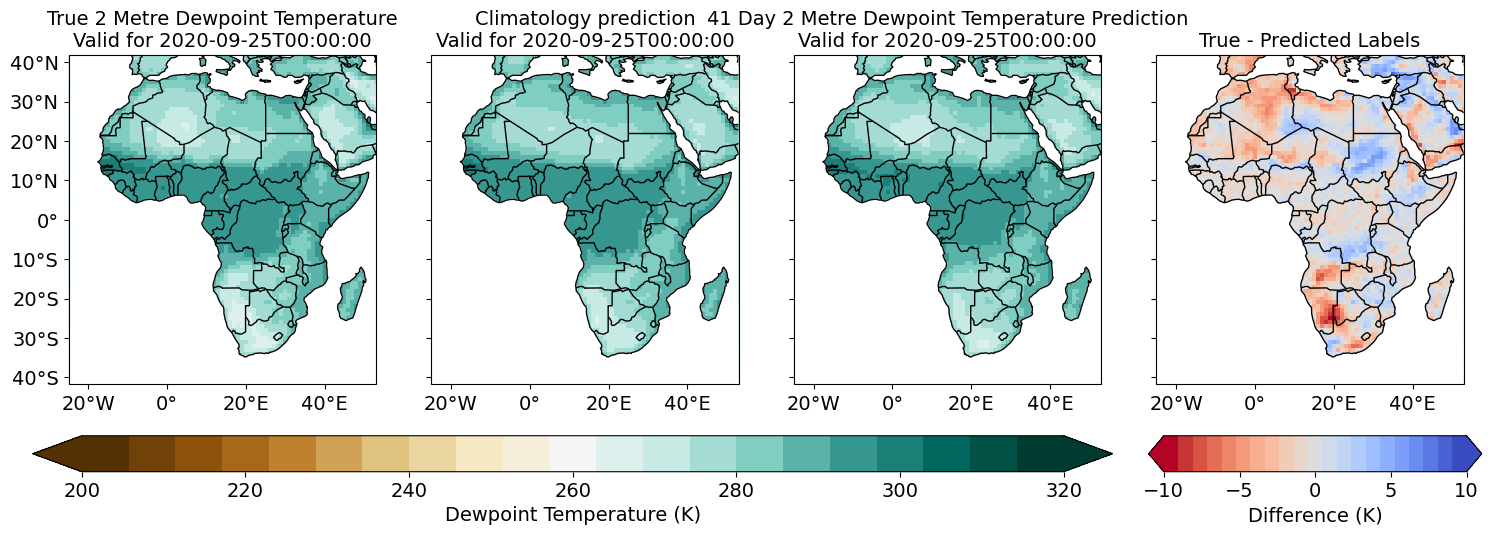 True 2 Metre Dewpoint Temperature
Valid for 2020-09-25T00:00:00
Climatology prediction  41 Day 2 Metre Dewpoint Temperature Prediction
Valid for 2020-09-25T00:00:00
Valid for 2020-09-25T00:00:00
True - Predicted Labels
40°N
30°N
20°N
10°N
0°
10°S
20°S
30°S
40°S
20°W 0° 20°E 40°E
20°W 0° 20°E 40°E
20°W 0° 20°E 40°E
20°W 0° 20°E 40°E
200 220 240 260 280 300 320
Dewpoint Temperature (K)
−10 −5 0 5 10
Difference (K)